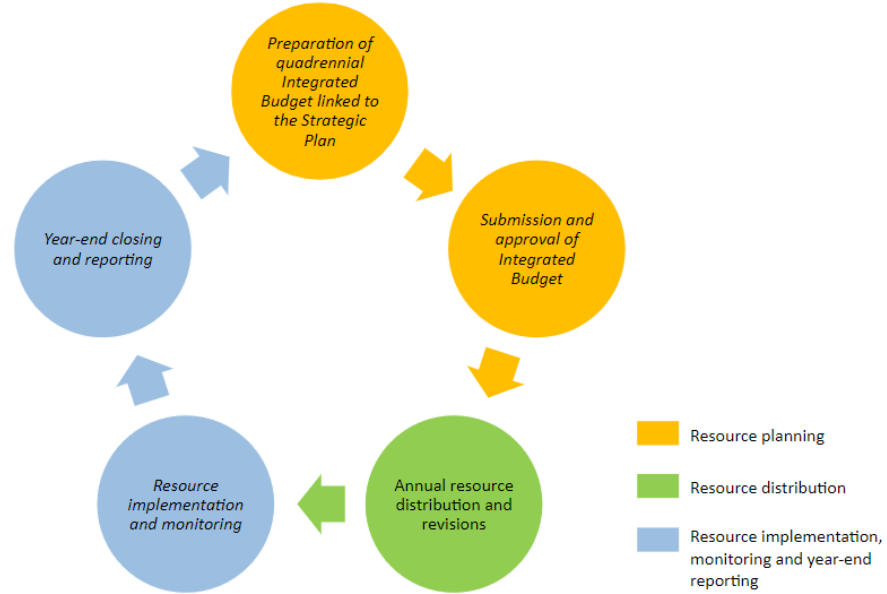 Preparation of
quadrennial
Integrated
Budget linked to
the Strategic
Plan
Submission and
approval of
Integrated
Budget
Annual resource
distribution and
revisions
Resource
implementation
and monitoring
Year-end closing
and reporting
Resource planning
Resource distribution
Resource implementation,
monitoring and year-end
reporting